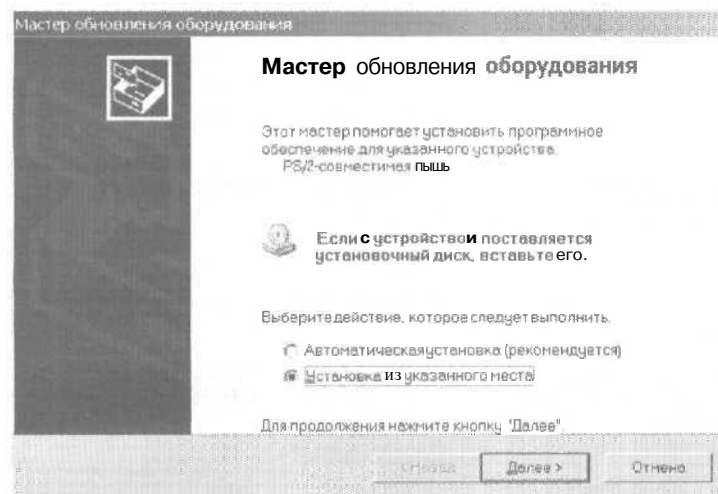 Мастер обновления оборудования
Мастер обновления оборудования
Этот мастер помогает установить программное
обеспечение для указанного устройства:
PS/2-совместимая пышь
Если с устройствои поставляется
установочный диск, вставьте его.
Выберите действие, которое следует выполнить.
Автоматическая установка (рекомендуется)
Установка из указанного места
Для продолжения нажмите кнопку "Далее".
< Назад
Далее >
Отмена